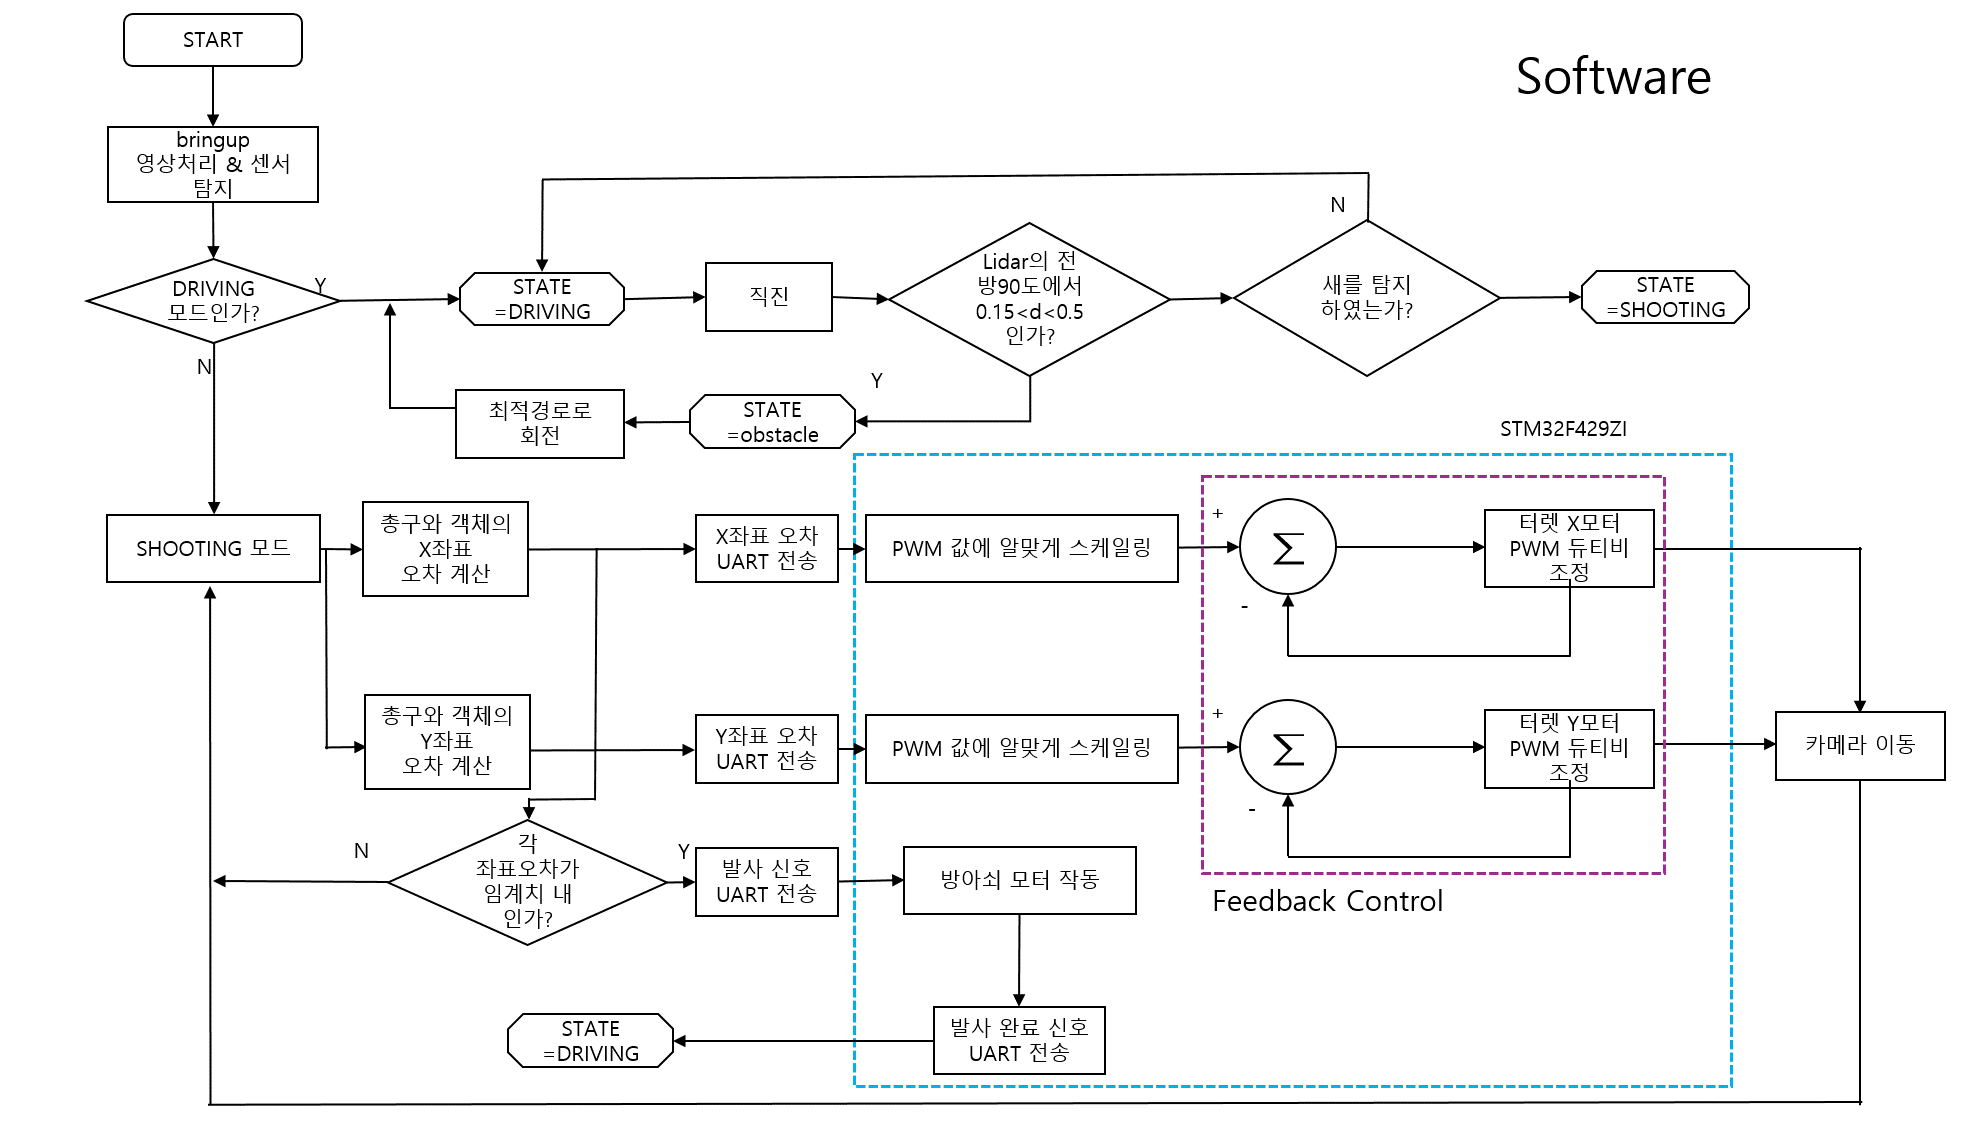 START
Software
bringup
영상처리 & 센서
탐지
DRIVING
모드인가?
Y
N
STATE
=DRIVING
직진
Lidar의 전
방90도에서
0.15<d<0.5
인가?
Y
N
새를 탐지
하였는가?
STATE
=SHOOTING
최적경로로
회전
STATE
=obstacle
STM32F429ZI
SHOOTING 모드
총구와 객체의
X좌표
오차 계산
X좌표 오차
UART 전송
PWM 값에 알맞게 스케일링
+
∑
-
터렛 X모터
PWM 듀티비
조정
총구와 객체의
Y좌표
오차 계산
Y좌표 오차
UART 전송
PWM 값에 알맞게 스케일링
+
∑
-
터렛 Y모터
PWM 듀티비
조정
카메라 이동
N
각
좌표오차가
임계치 내
인가?
Y
발사 신호
UART 전송
방아쇠 모터 작동
Feedback Control
STATE
=DRIVING
발사 완료 신호
UART 전송